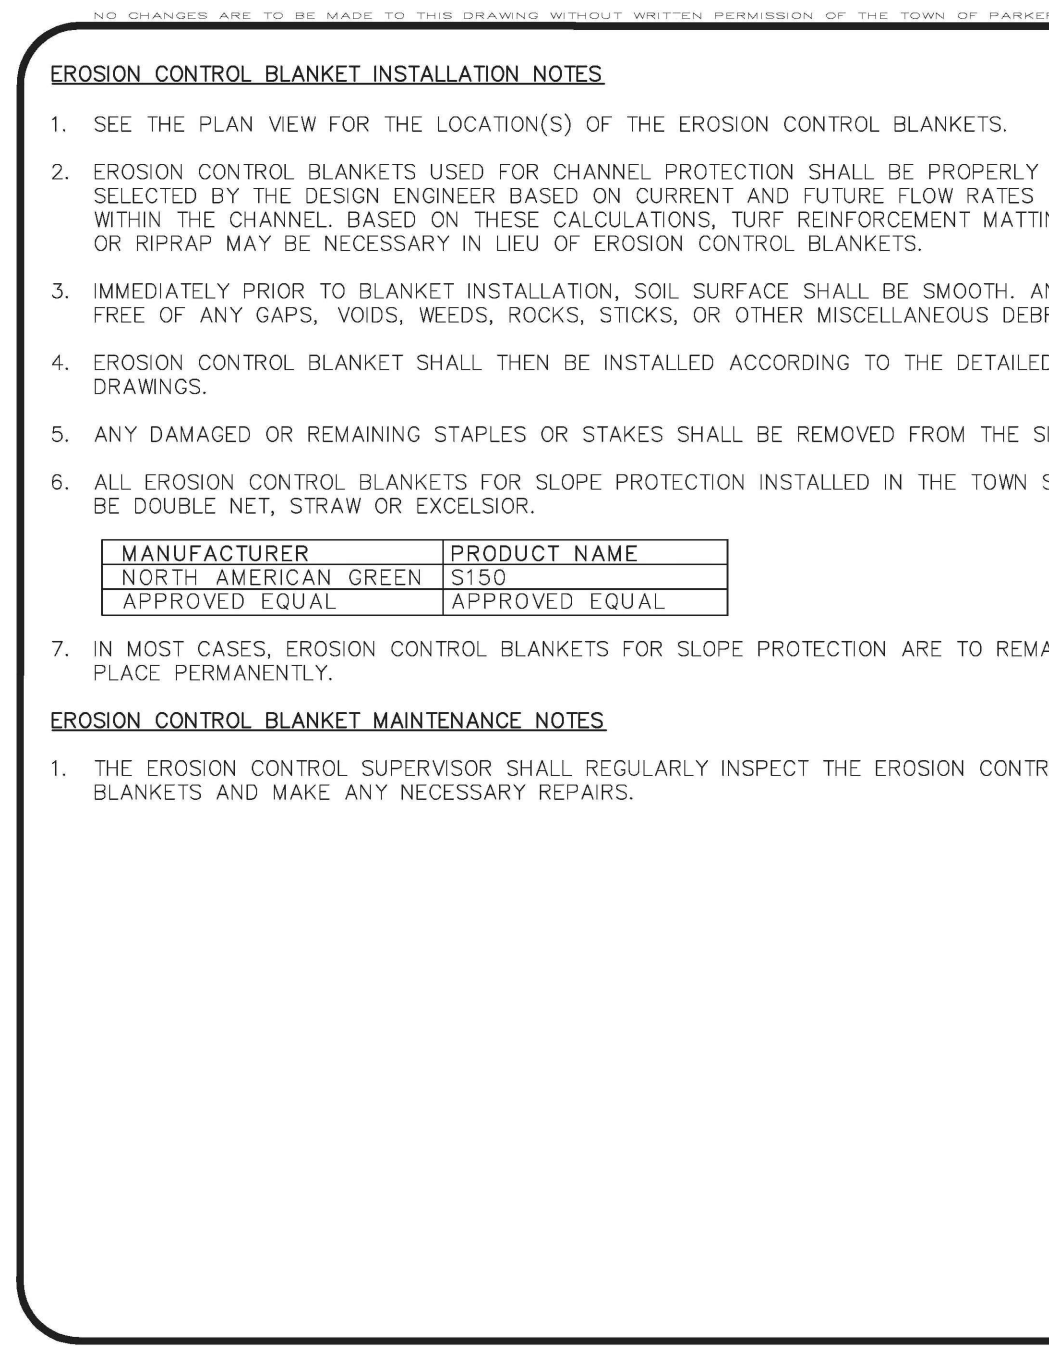 NO CHANGES ARE TO BE MADE TO THIS DRAWING WITHOUT WRITTEN PERMISSION OF THE TOWN OF PARKER
EROSION CONTROL BLANKET INSTALLATION NOTES
1. SEE THE PLAN VIEW FOR THE LOCATION(S) OF THE EROSION CONTROL BLANKETS.
2. EROSION CONTROL BLANKETS USED FOR CHANNEL PROTECTION SHALL BE PROPERLY
SELECTED BY THE DESIGN ENGINEER BASED ON CURRENT AND FUTURE FLOW RATES
WITHIN THE CHANNEL. BASED ON THESE CALCULATIONS, TURF REINFORCEMENT
OR RIPRAP MAY BE NECESSARY IN LIEU OF EROSION CONTROL BLANKETS.
3. IMMEDIATELY PRIOR TO BLANKET INSTALLATION, SOIL SURFACE SHALL BE SMOOTH.
FREE OF ANY GAPS, VOIDS, WEEDS, ROCKS, STICKS, OR OTHER MISCELLANEOUS
4. EROSION CONTROL BLANKET SHALL THEN BE INSTALLED ACCORDING TO THE DETAILED
DRAWINGS.
5. ANY DAMAGED OR REMAINING STAPLES OR STAKES SHALL BE REMOVED FROM THE
6. ALL EROSION CONTROL BLANKETS FOR SLOPE PROTECTION INSTALLED IN THE TOWN
BE DOUBLE NET, STRAW OR EXCELSIOR.
MANUFACTURER PRODUCT NAME
NORTH AMERICAN GREEN S150
APPROVED EQUAL APPROVED EQUAL
7. IN MOST CASES, EROSION CONTROL BLANKETS FOR SLOPE PROTECTION ARE TO
PLACE PERMANENTLY.
EROSION CONTROL BLANKET MAINTENANCE NOTES
1. THE EROSION CONTROL SUPERVISOR SHALL REGULARLY INSPECT THE EROSION
BLANKETS AND MAKE ANY NECESSARY REPAIRS.